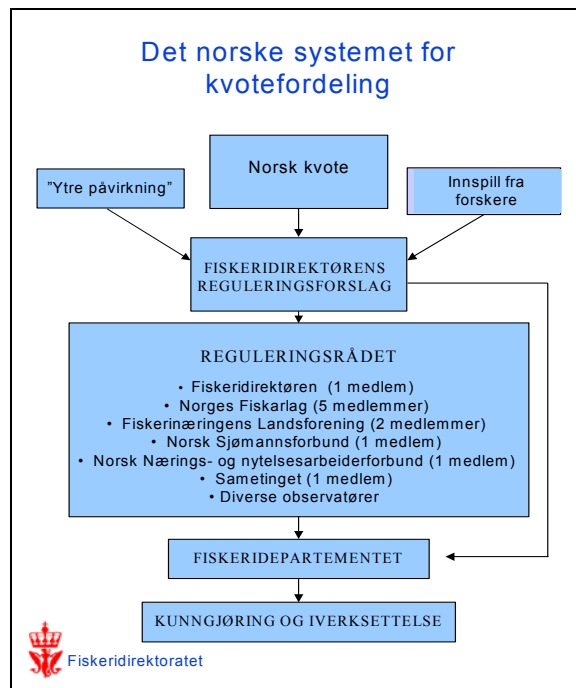 Det norske systemet for
kvotefordeling
Norsk kvote
"Ytre påvirkning"
Innspill fra
forskere
FISKERIDIREKTØRENS
REGULERINGSFORSLAG
REGULERINGSRÅDET
• Fiskeridirektøren (1 medlem)
• Norges Fiskarlag (5 medlemmer)
• Fiskerinæringens Landsforening (2 medlemmer)
• Norsk Sjømannsforbund (1 medlem)
• Norsk Nærings- og nytelsesarbeiderforbund (1 medlem)
• Sametinget (1 medlem)
• Diverse observatører
FISKERIDEPARTEMENTET
KUNNGJØRING OG IVERKSETTELSE
Fiskeridirektoratet